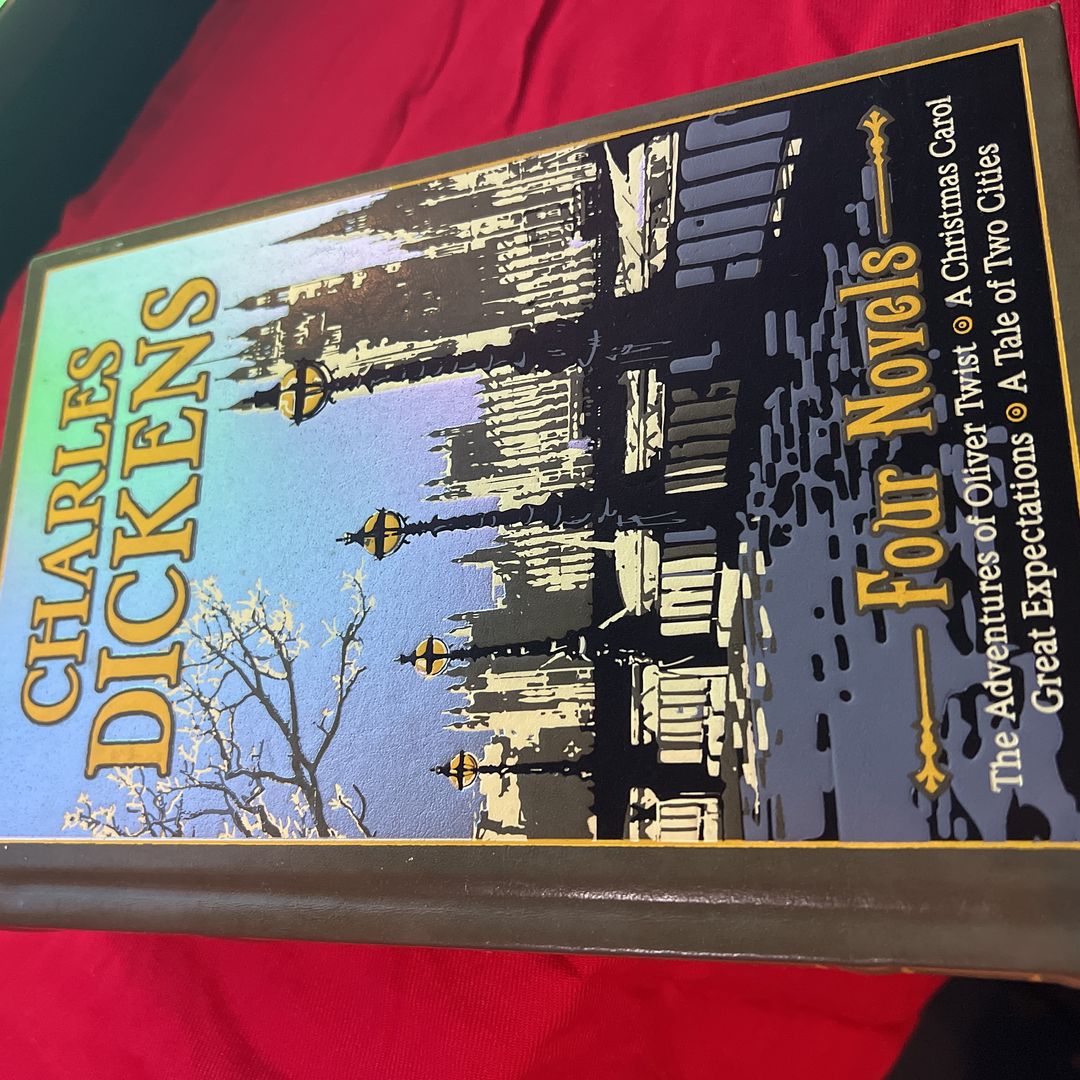 CHARLES
DICKENS
Four Novels
The Adventures of Oliver Twist ⊙ A Christmas Carol
Great Expectations ⊙ A Tale of Two Cities